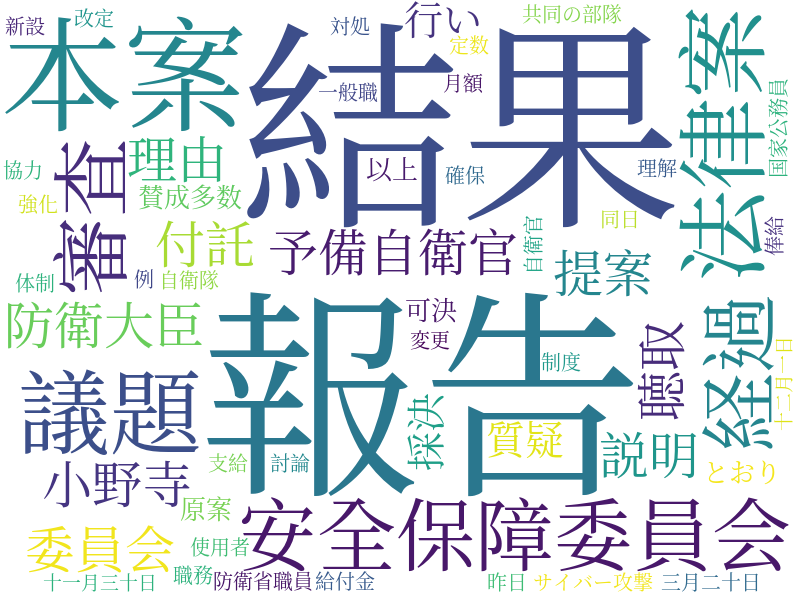 新設
改定
本案
結果
対処
行い
定数
共同の部隊
一般職
月額
法律案
国家公務員
協力
強化
審査
理由
賛成多数
以上
確保
理解
同日
俸給
付託
予備自衛官
自衛官
提案
体制
例
自衛隊
防衛大臣
報告
可決
変更
制度
聴取
経過
十二月一日
議題
採決
質疑
説明
とおり
小野寺
支給
討論
原案
安全保障委員会
委員会
使用者
職務
十一月三十日
防衛省職員
給付金
昨日
サイバー攻撃
三月二十日